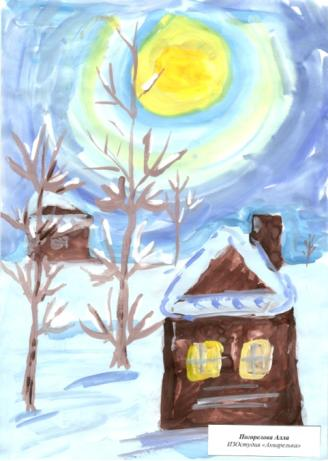 Погорелова Алла
ИЗОстудия «Акварелька»